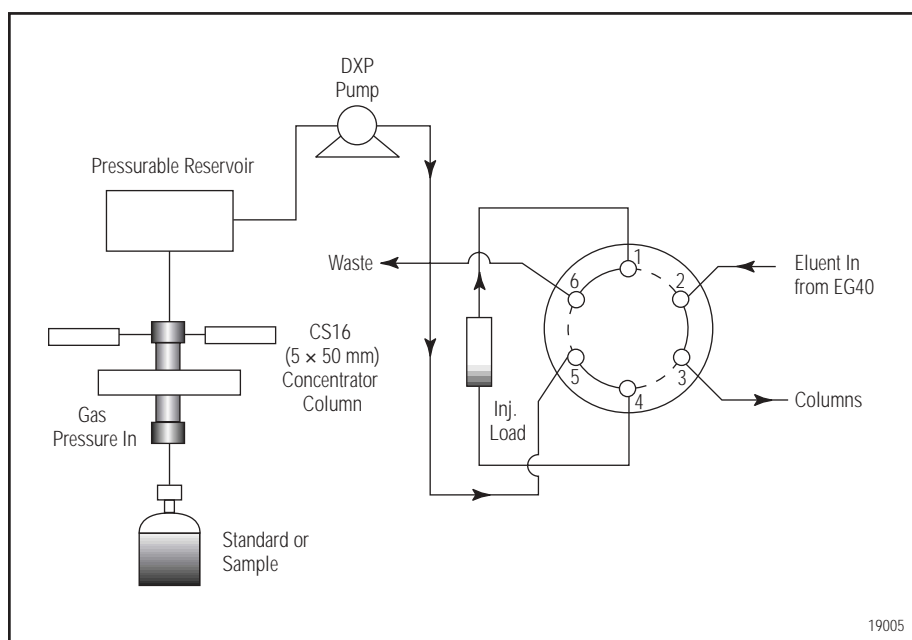 DXP
Pump
Pressurable Reservoir
Waste
1
6
2
Eluent In
from EG40
CS16
(5 × 50 mm)
Concentrator
Column
5
3
4
Inj.
Load
Columns
Gas
Pressure In
Standard or
Sample
19005